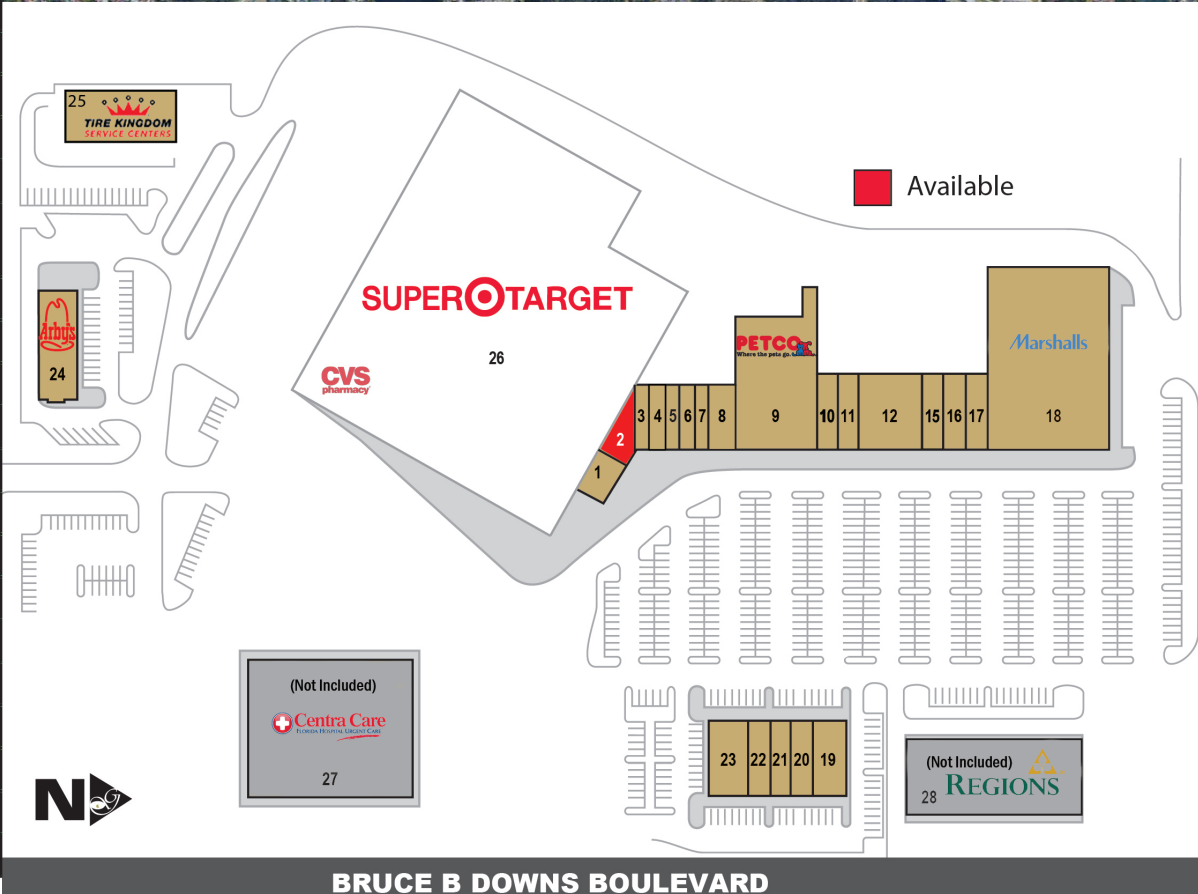 25
TIRE KINGDOM
SERVICE CENTERS
Available
Arby's
24
SUPER TARGET
26
CVS
pharmacy
PETCO
Where the pets go.
Marshalls
1
2
3 4 5 6 7 8 9 10 11 12 15 16 17 18
(Not Included)
Centra Care
FLORIDA HOSPITAL URGENT CARE
27
23 22 21 20 19
(Not Included)
28 REGIONS
N
BRUCE B DOWNS BOULEVARD